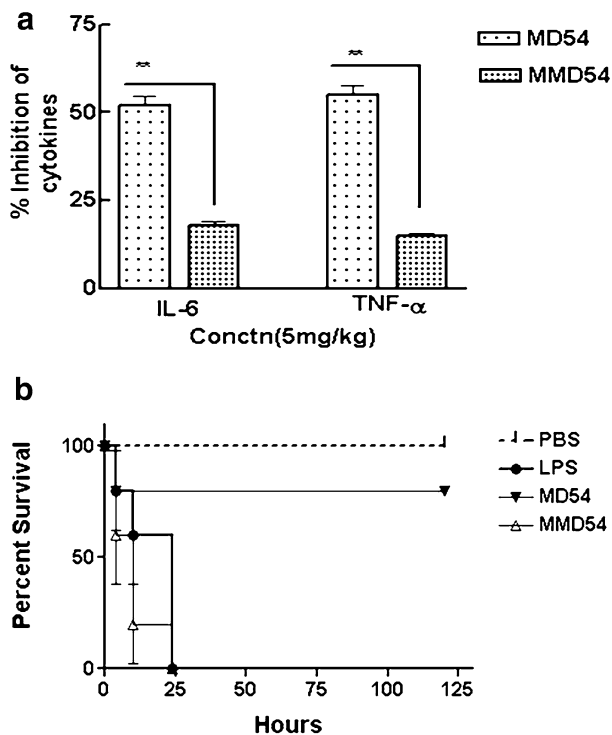 a
75
50
25
0
% Inhibition of
cytokines
**
**
MD54
MMD54
IL-6
TNF-α
Conctn(5mg/kg)
b
100
50
0
Percent Survival
0
25
50
75
100
125
Hours
PBS
LPS
MD54
MMD54